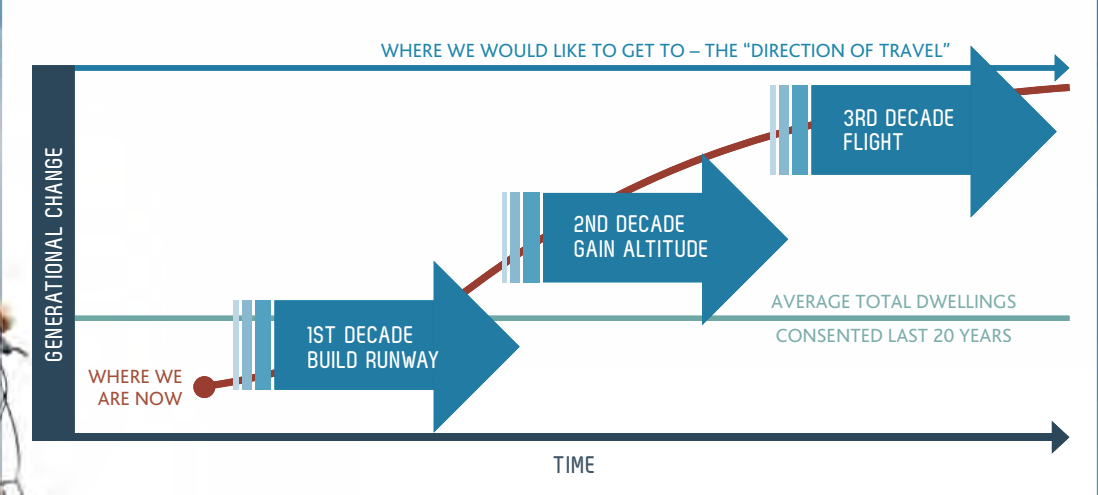 WHERE WE WOULD LIKE TO GET TO – THE “DIRECTION OF TRAVEL”
GENERATIONAL CHANGE
3RD DECADE
FLIGHT
2ND DECADE
GAIN ALTITUDE
AVERAGE TOTAL DWELLINGS
CONSENTED LAST 20 YEARS
1ST DECADE
BUILD RUNWAY
WHERE WE
ARE NOW
TIME